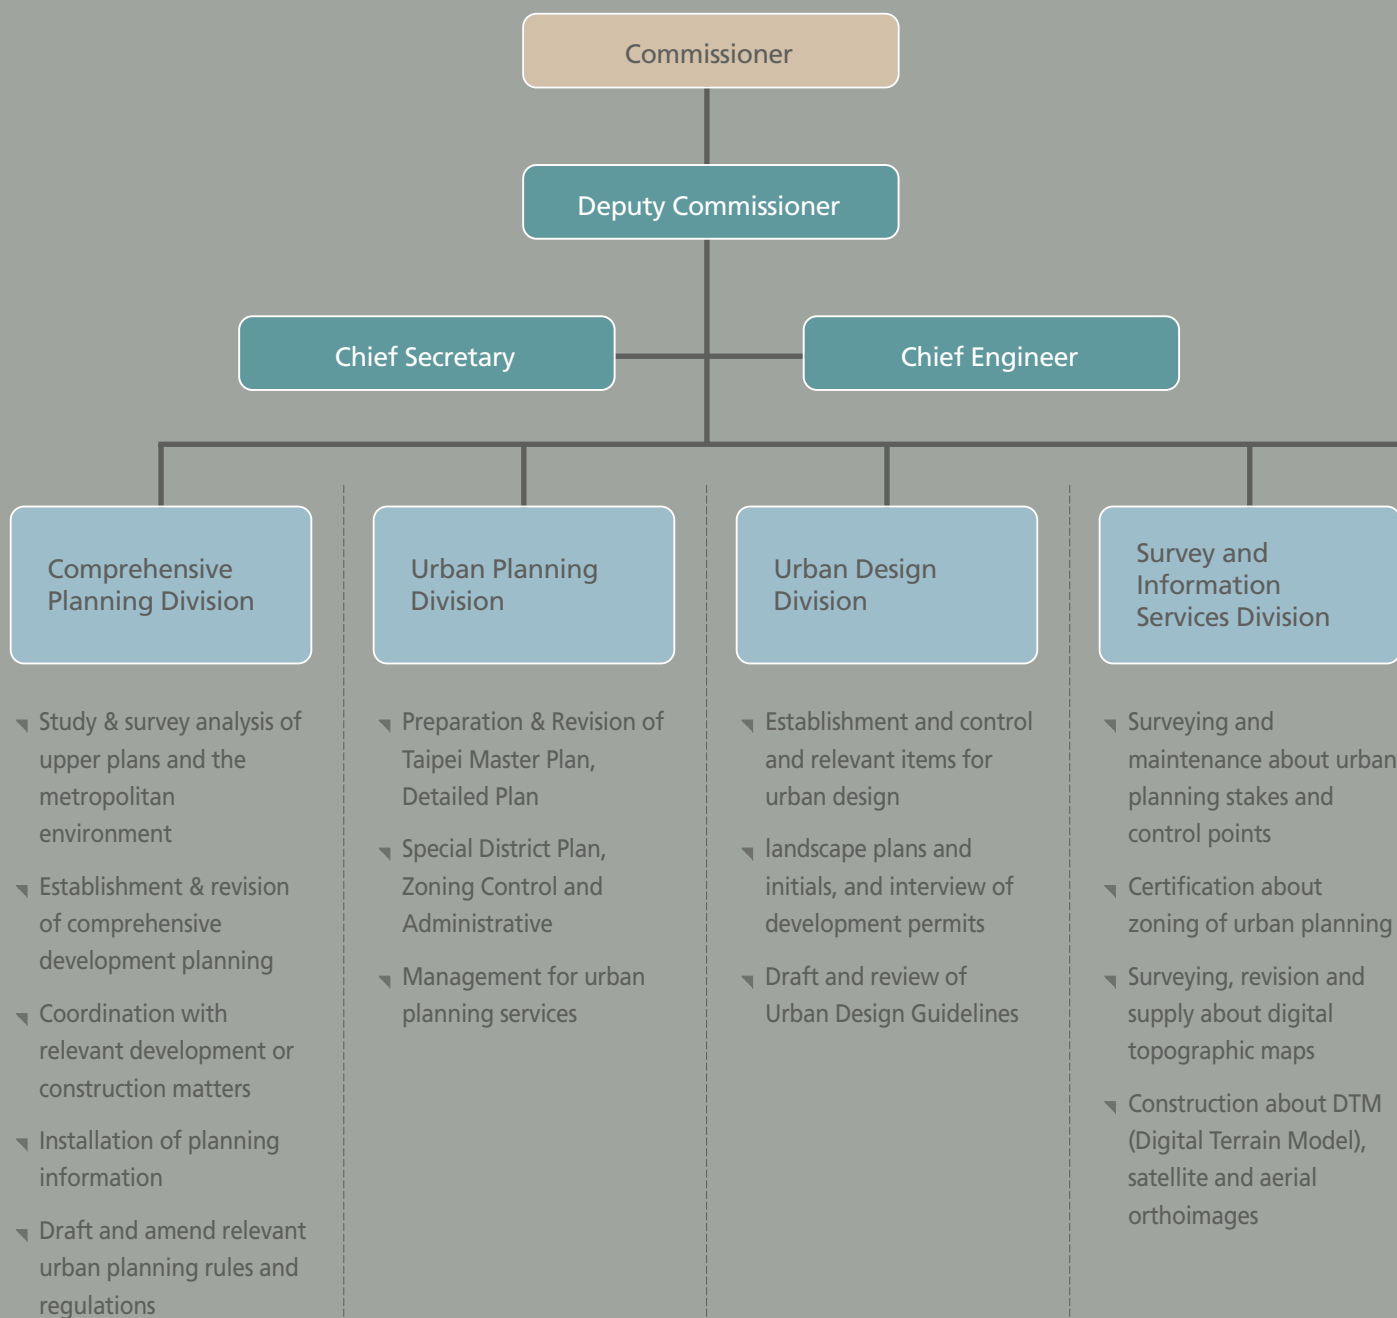 Commissioner
Deputy Commissioner
Chief Secretary
Chief Engineer
Comprehensive
Planning Division
Study & survey analysis of
upper plans and the
metropolitan
environment
Establishment & revision
of comprehensive
development planning
Coordination with
relevant development or
construction matters
Installation of planning
information
Draft and amend relevant
urban planning rules and
regulations
Urban Planning
Division
Preparation & Revision of
Taipei Master Plan,
Detailed Plan
Special District Plan,
Zoning Control and
Administrative
Management for urban
planning services
Urban Design
Division
Establishment and control
and relevant items for
urban design
landscape plans and
initials, and interview of
development permits
Draft and review of
Urban Design Guidelines
Survey and
Information
Services Division
Surveying and
maintenance about urban
planning stakes and
control points
Certification about
zoning of urban planning
Surveying, revision and
supply about digital
topographic maps
Construction about DTM
(Digital Terrain Model),
satellite and aerial
orthoimages